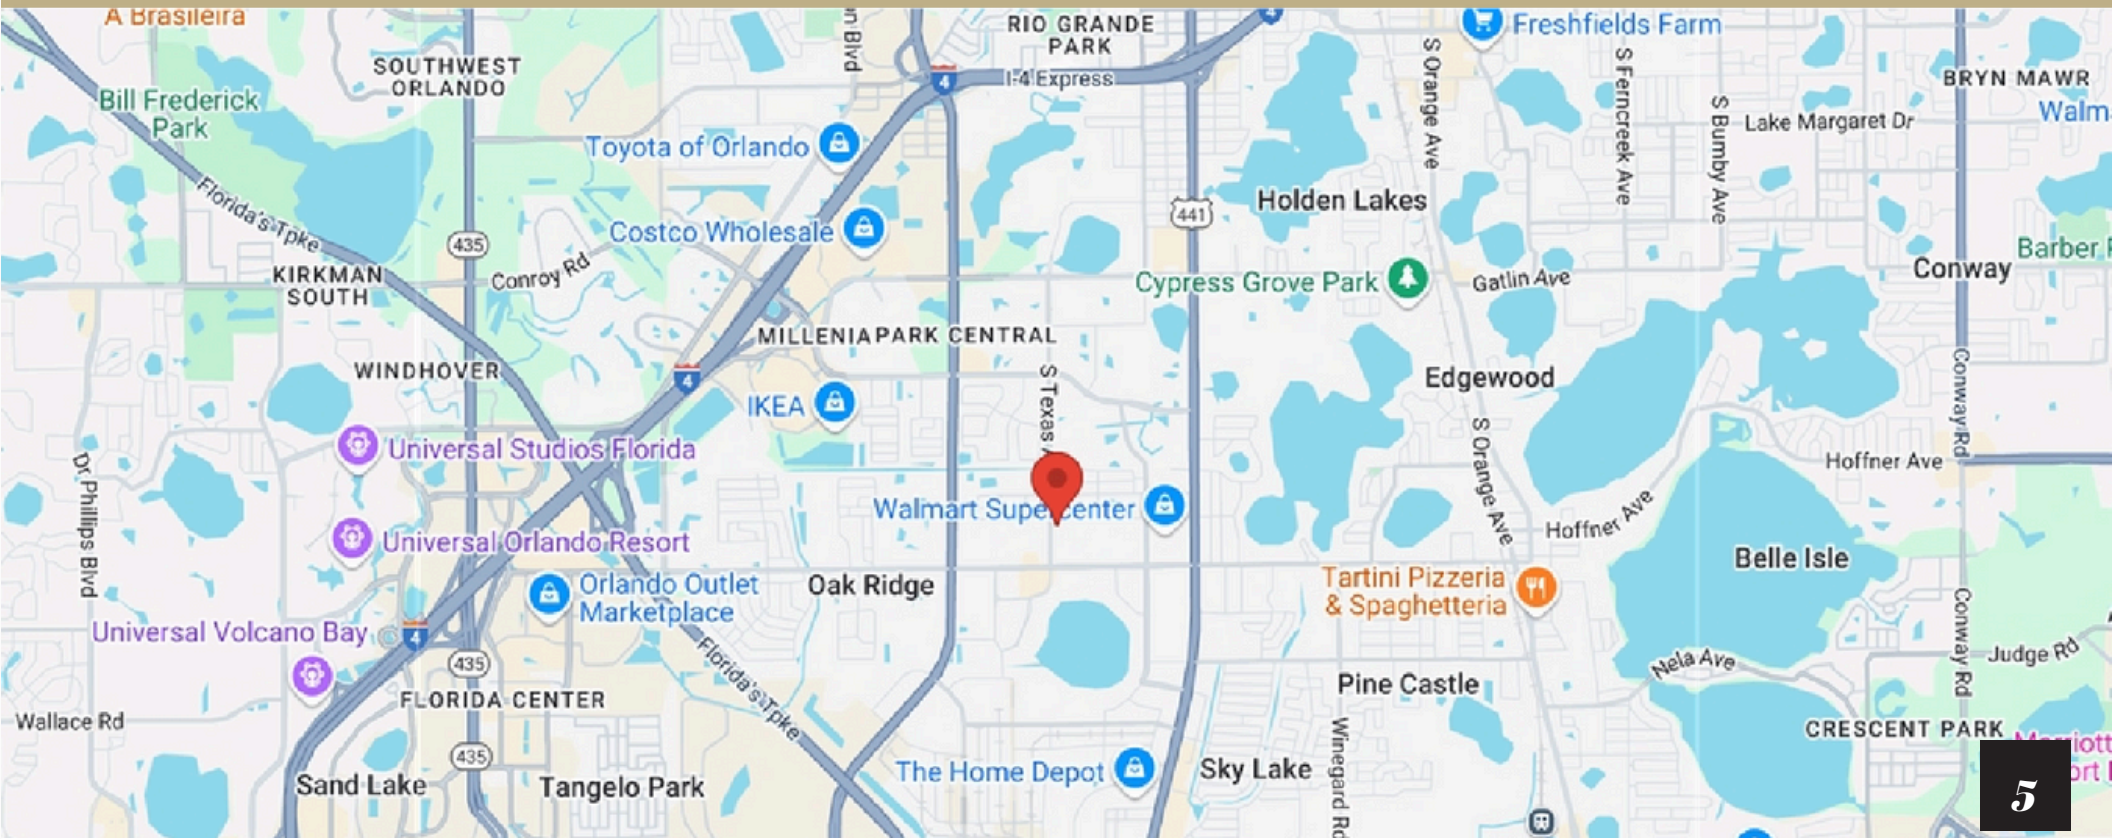 A Brasileira
RIO GRANDE
PARK
Freshfields Farm
SOUTHWEST
ORLANDO
4
I-4 Express
BRYN MAWR
Bill Frederick
Park
S Orange Ave
S Ferncreek Ave
S Bumby Ave
Lake Margaret Dr
Toyota of Orlando
Florida's Tpke
Holden Lakes
441
Costco Wholesale
435
Conroy Rd
KIRKMAN
SOUTH
Cypress Grove Park
Gatlin Ave
Conway
Barber
MILLENIA
PARK CENTRAL
WINDHOVER
4
S Texas
Edgewood
IKEA
Conway Rd
Universal Studios Florida
S Orange Ave
Hoffner Ave
Dr Phillips Blvd
Walmart Supercenter
Hoffner Ave
Universal Orlando Resort
Belle Isle
Orlando Outlet
Marketplace
Oak Ridge
Tartini Pizzeria
& Spaghetteria
Universal Volcano Bay
4
435
Florida's Tpke
Nela Ave
Conway Rd
Judge Rd
FLORIDA CENTER
Pine Castle
Wallace Rd
CRESCENT PARK
435
Winegard Rd
Sand Lake
Tangelo Park
The Home Depot
Sky Lake
5